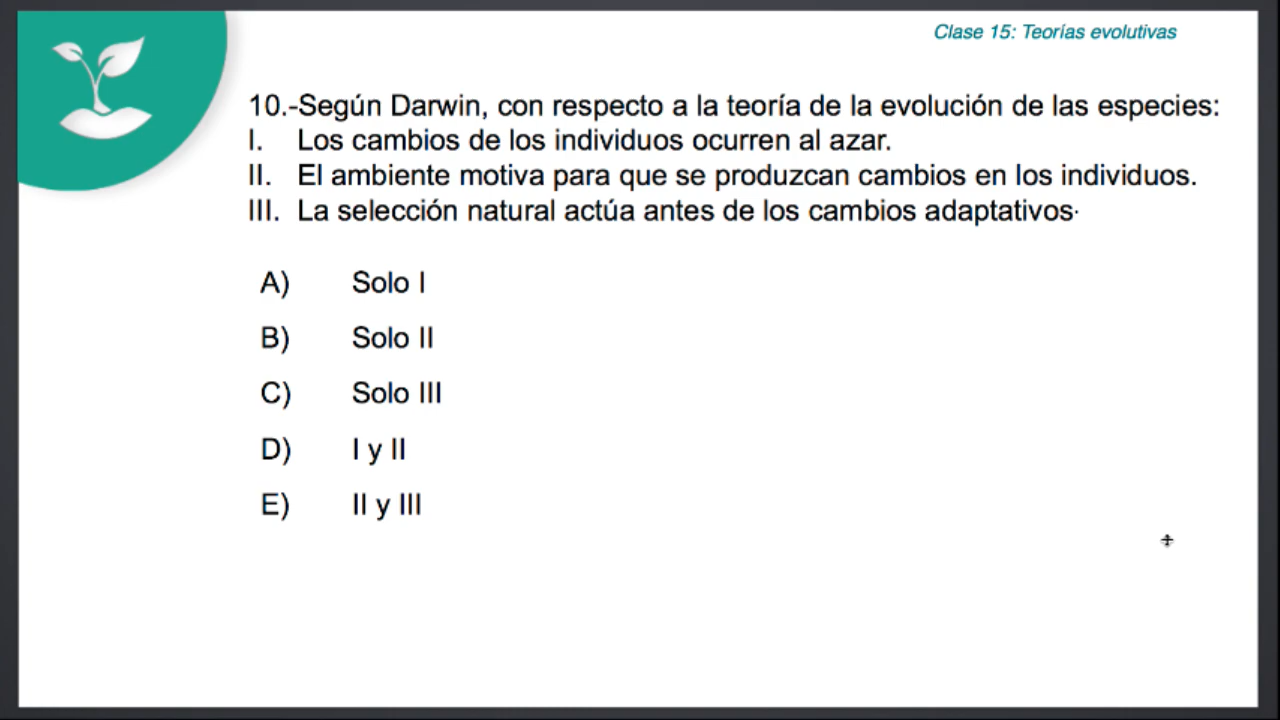 Clase 15: Teorías evolutivas
10.-Según Darwin, con respecto a la teoría de la evolución de las especies:
I. Los cambios de los individuos ocurren al azar.
II. El ambiente motiva para que se produzcan cambios en los individuos.
III. La selección natural actúa antes de los cambios adaptativos.
A) Solo I
B) Solo II
C) Solo III
D) I y II
E) II y III